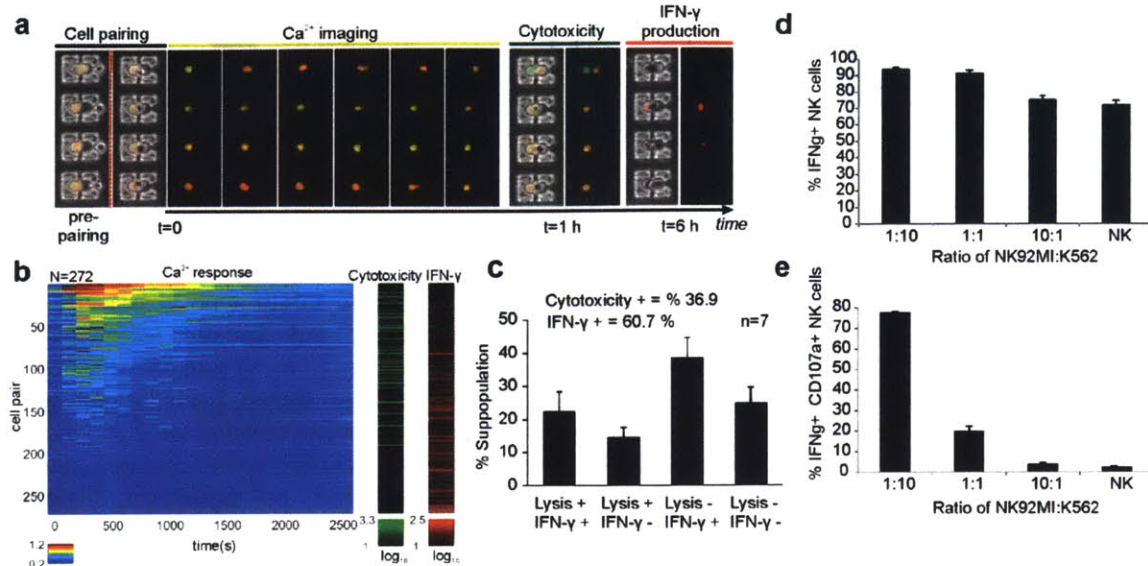 a
Cell pairing
Ca²⁺ imaging
Cytotoxicity
IFN-γ
production
pre-
pairing
t=0
t=1 h
t=6 h
time
b
N=272
Ca²⁺ response
Cytotoxicity
IFN-γ
cell pair
50
100
150
200
250
0
500
1000
1500
2000
2500
time(s)
1.2
0.2
3.3
1
log₁₀
2.5
1
log₁₀
c
Cytotoxicity + = % 36.9
IFN-γ + = 60.7 %
n=7
% Suppopulation
50
40
30
20
10
0
Lysis + IFN-γ +
Lysis + IFN-γ -
Lysis - IFN-γ +
Lysis - IFN-γ -
d
% IFNg+ NK cells
100
90
80
70
60
50
40
30
20
10
0
1:10
1:1
10:1
NK
Ratio of NK92MI:K562
e
% IFNg+ CD107a+ NK cells
80
70
60
50
40
30
20
10
0
1:10
1:1
10:1
NK
Ratio of NK92MI:K562